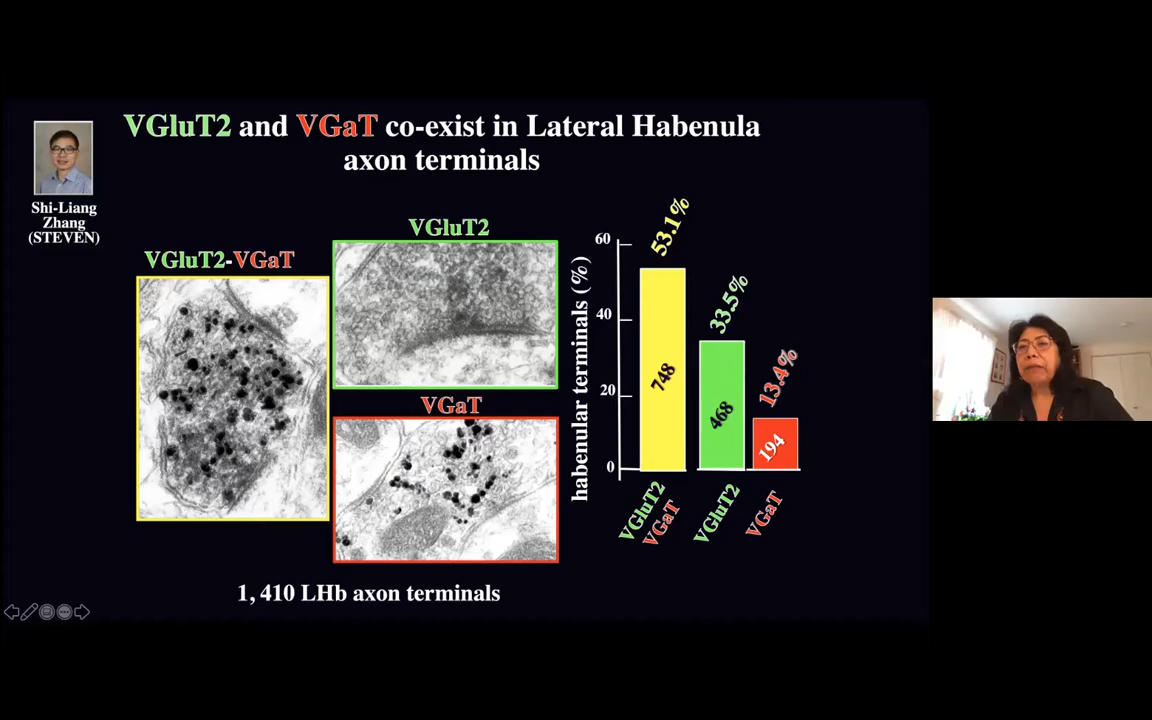 VGluT2 and VGaT co-exist in Lateral Habenula
axon terminals
Shi-Liang
Zhang
(STEVEN)
VGluT2-VGaT
VGluT2
VGaT
habenular terminals (%)
60
40
20
0
53.1%
33.5%
13.4%
748
468
194
VGluT2
VGaT
VGluT2
VGaT
1, 410 LHb axon terminals